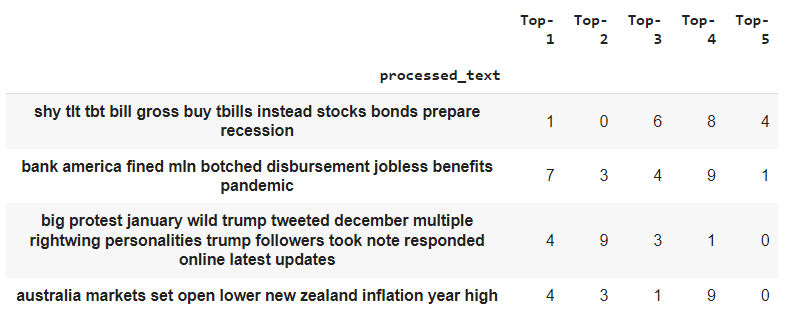 Top-1 Top-2 Top-3 Top-4 Top-5
processed_text
shy tlt tbt bill gross buy tbills instead stocks bonds prepare
recession 1 0 6 8 4
bank america fined mln botched disbursement jobless benefits
pandemic 7 3 4 9 1
big protest january wild trump tweeted december multiple
rightwing personalities trump followers took note responded
online latest updates 4 9 3 1 0
australia markets set open lower new zealand inflation year high 4 3 1 9 0